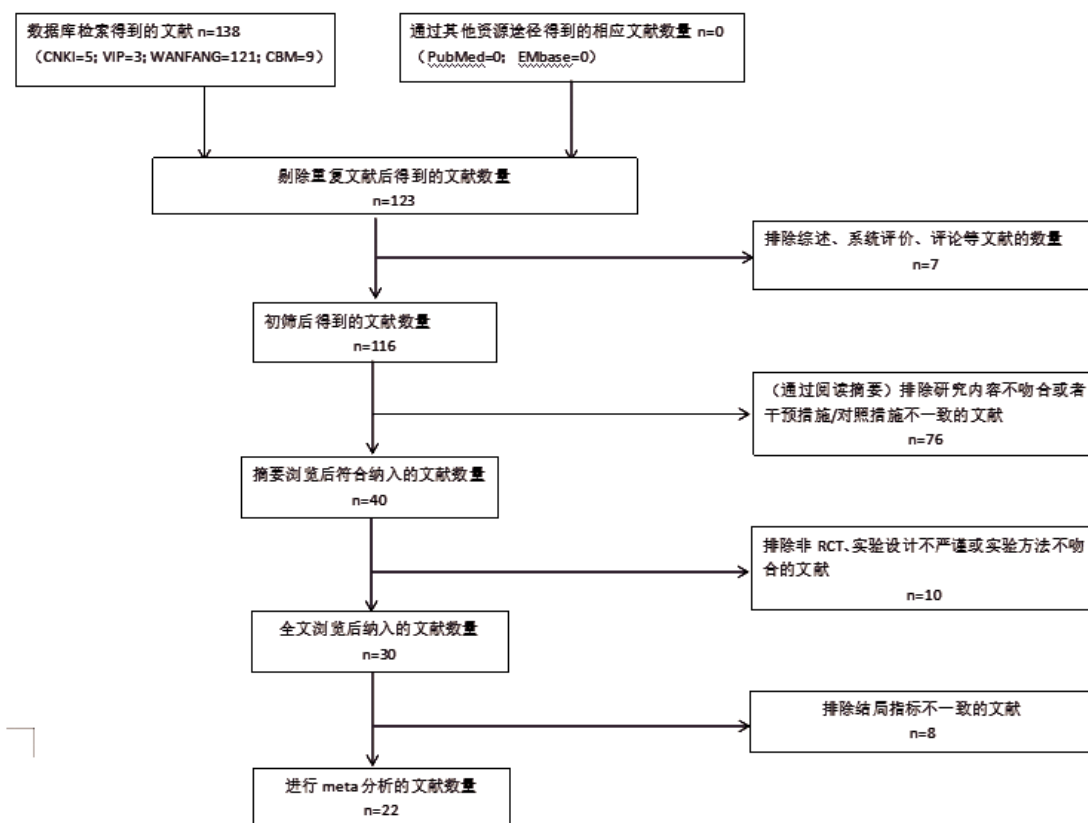 数据库检索得到的文献 n=138
（CNKI=5; VIP=3; WANFANG=121; CBM=9）
通过其他资源途径得到的相应文献数量 n=0
（PubMed=0; EMbase=0）
剔除重复文献后得到的文献数量
n=123
排除综述、系统评价、评论等文献的数量
n=7
初筛后得到的文献数量
n=116
（通过阅读摘要）排除研究内容不吻合或者
干预措施/对照措施不一致的文献
n=76
摘要浏览后符合纳入的文献数量
n=40
排除非 RCT、实验设计不严谨或实验方法不吻
合的文献
n=10
全文浏览后纳入的文献数量
n=30
排除结局指标不一致的文献
n=8
进行 meta 分析的文献数量
n=22